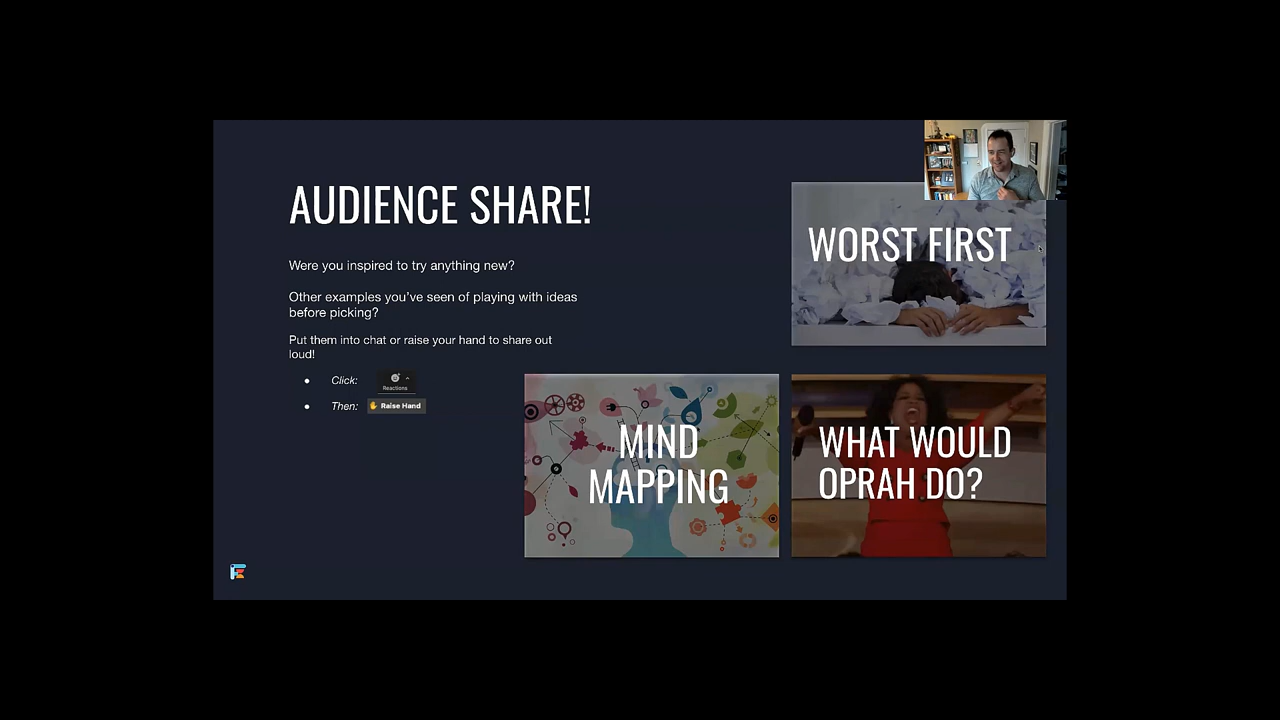 AUDIENCE SHARE!
Were you inspired to try anything new?
Other examples you've seen of playing with ideas
before picking?
Put them into chat or raise your hand to share out
loud!
● Click:
Reactions
● Then:
Raise Hand
WORST FIRST
MIND
MAPPING
WHAT WOULD
OPRAH DO?